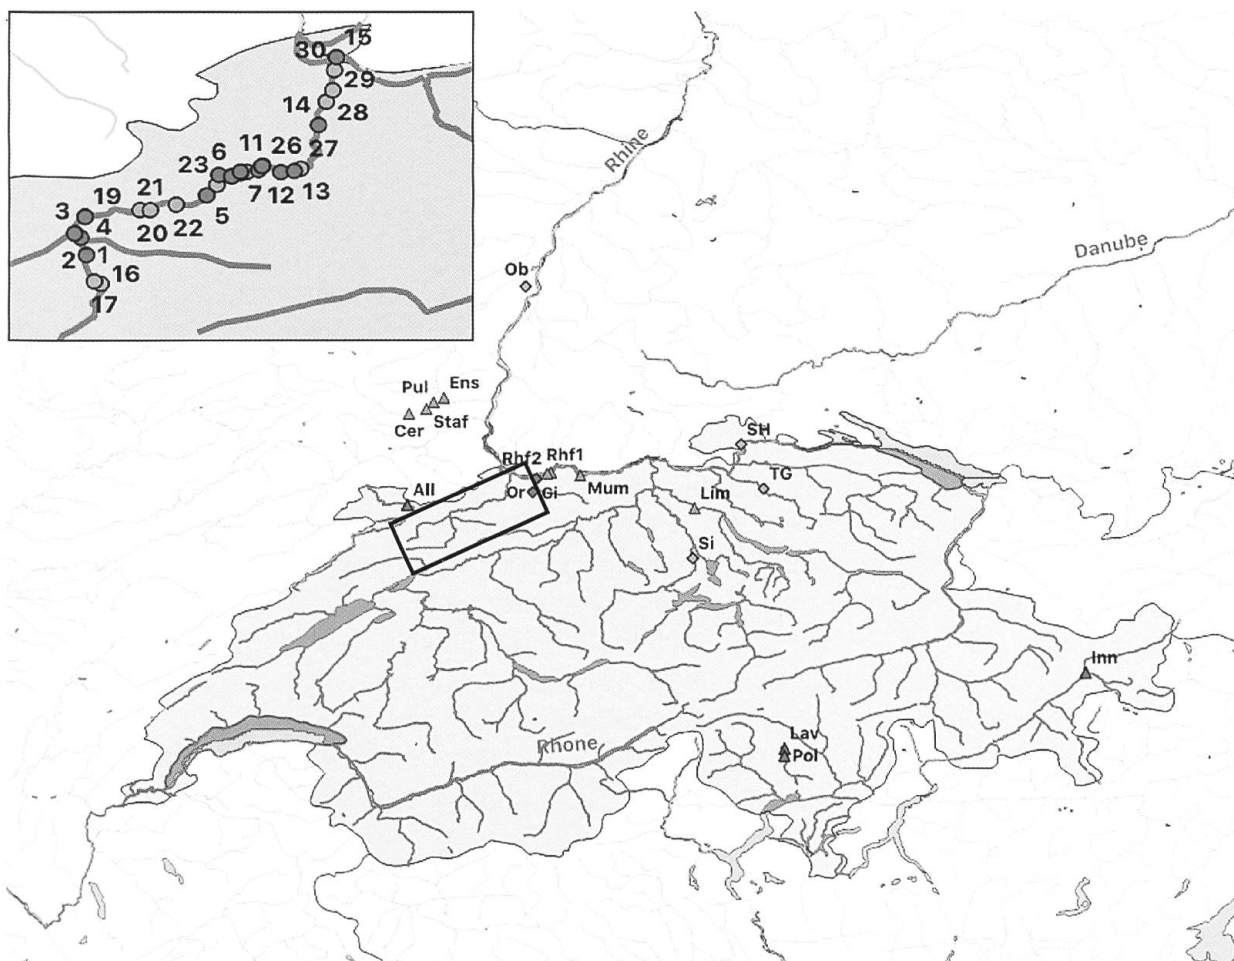 30 15
29
14
28
11 26
6
23 27
7 12 13
21
19
3 5
4 20 22
2 1
16
17
Rhine
Danube
Ob
Pul Ens
Staf
Cer
SH
Rhf2 Rhf1
TG
All Or Gi Mum Lim
Si
Inn
Lav
Rhone
Pol